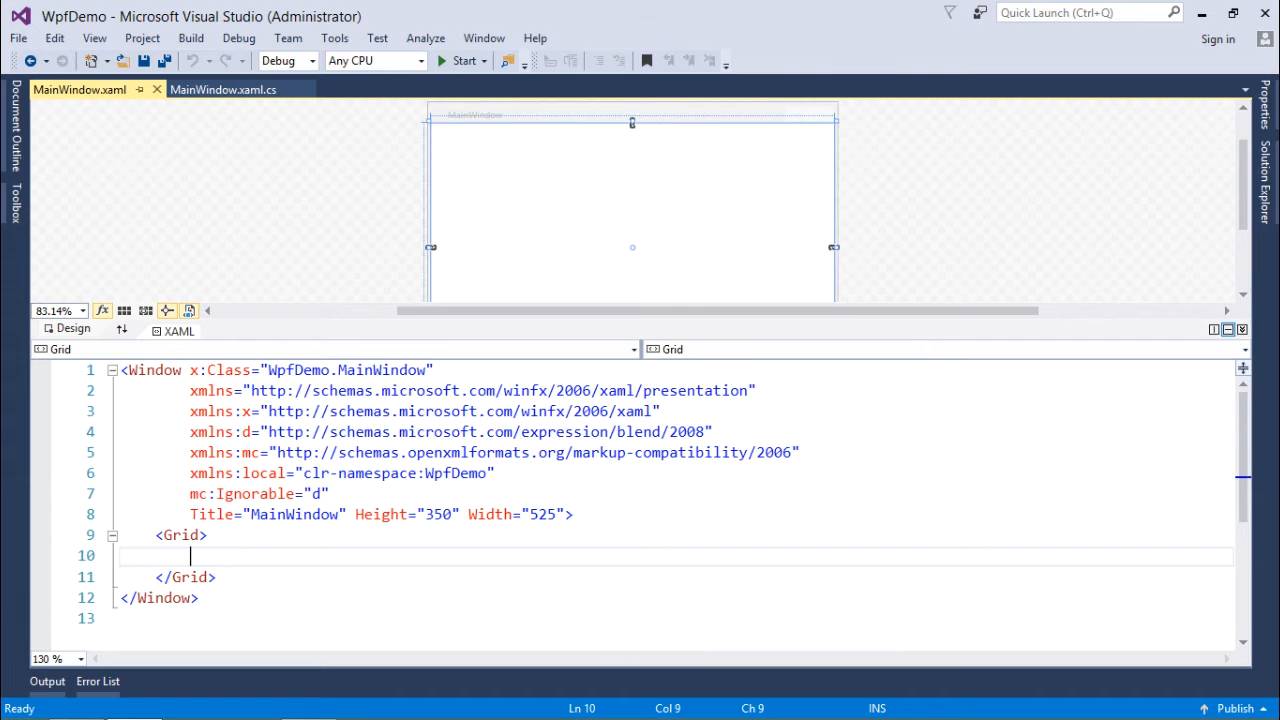 WpfDemo - Microsoft Visual Studio (Administrator)
Quick Launch (Ctrl+Q)
File Edit View Project Build Debug Team Tools Test Analyze Window Help
Sign in
Debug Any CPU Start
MainWindow.xaml MainWindow.xaml.cs
Document Outline
Toolbox
Properties
Solution Explorer
MainWindow
83.14% fx
Design XAML
Grid Grid
1 <Window x:Class="WpfDemo.MainWindow"
2 xmlns="http://schemas.microsoft.com/winfx/2006/xaml/presentation"
3 xmlns:x="http://schemas.microsoft.com/winfx/2006/xaml"
4 xmlns:d="http://schemas.microsoft.com/expression/blend/2008"
5 xmlns:mc="http://schemas.openxmlformats.org/markup-compatibility/2006"
6 xmlns:local="clr-namespace:WpfDemo"
7 mc:Ignorable="d"
8 Title="MainWindow" Height="350" Width="525">
9 <Grid>
10
11 </Grid>
12 </Window>
13
130 %
Output Error List
Ready Ln 10 Col 9 Ch 9 INS Publish